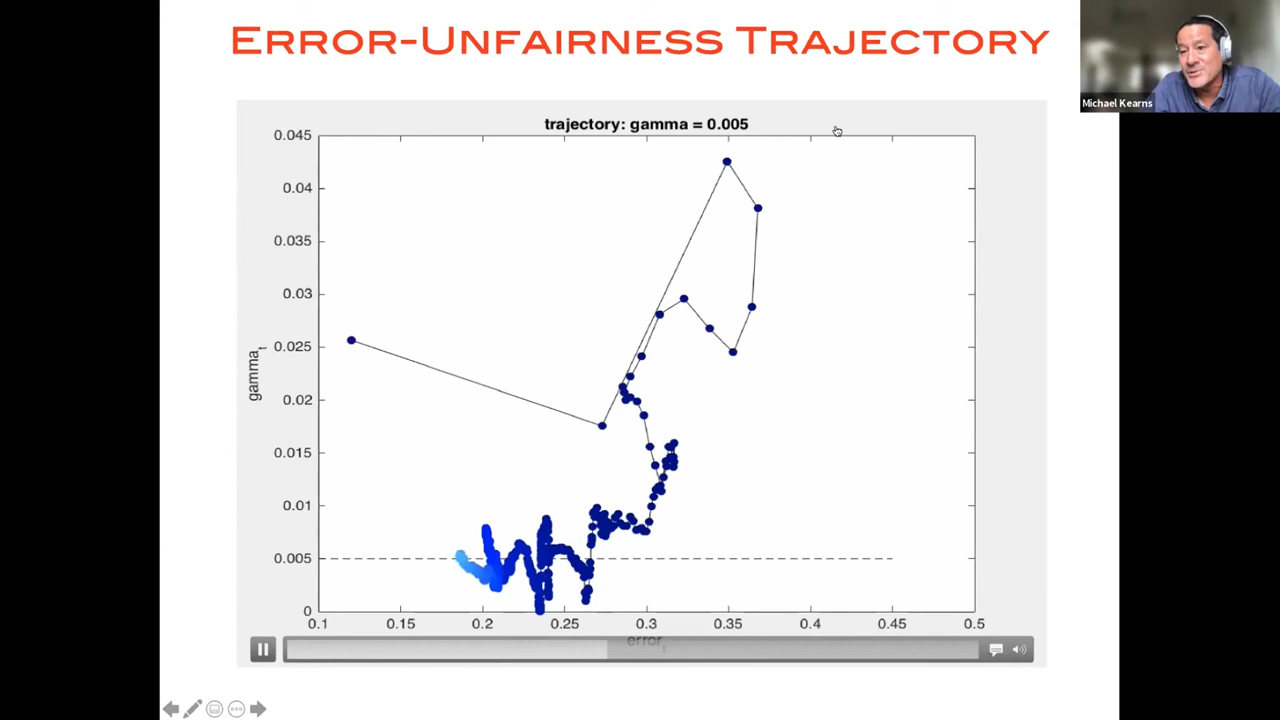 ERROR-UNFAIRNESS TRAJECTORY
Michael Kearns
trajectory: gamma = 0.005
0.045
0.04
0.035
0.03
0.025
0.02
0.015
0.01
0.005
0
gamma_t
0.1 0.15 0.2 0.25 0.3 0.35 0.4 0.45 0.5
error_t